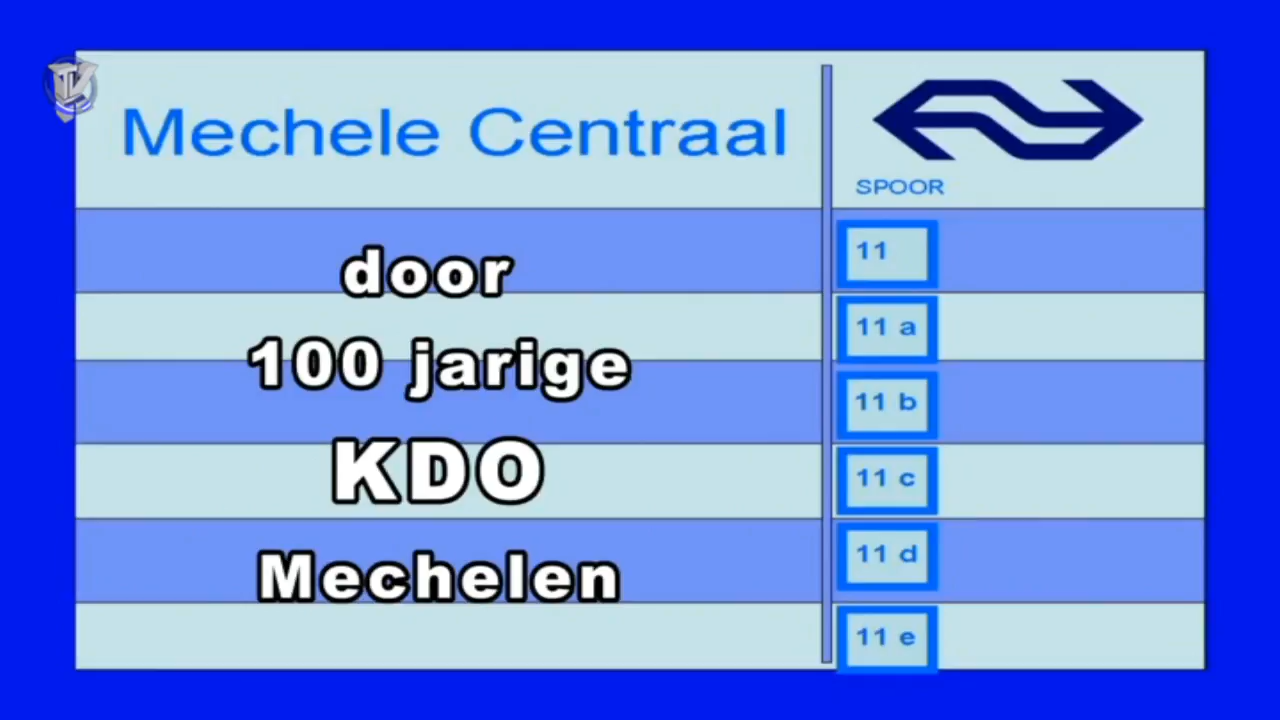 Mechele Centraal
SPOOR
door
100 jarige
KDO
Mechelen
11
11 a
11 b
11 c
11 d
11 e